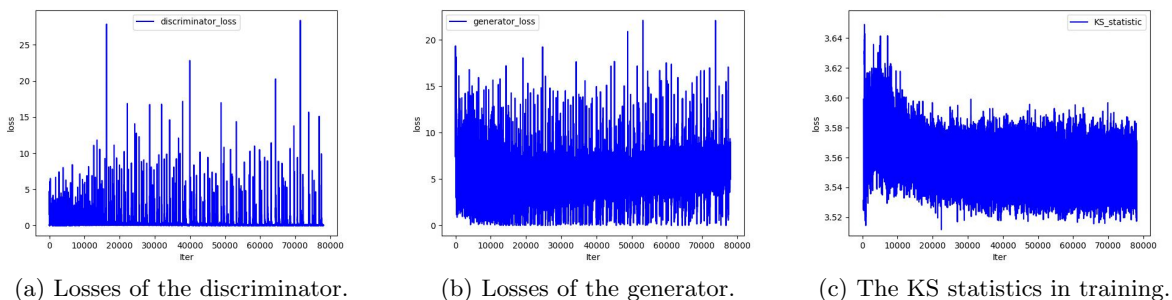 discriminator_loss
loss
25
20
15
10
5
0
0 10000 20000 30000 40000 50000 60000 70000 80000
Iter
(a) Losses of the discriminator.
generator_loss
loss
20
15
10
5
0
0 10000 20000 30000 40000 50000 60000 70000 80000
Iter
(b) Losses of the generator.
KS_statistic
loss
3.64
3.62
3.60
3.58
3.56
3.54
3.52
0 10000 20000 30000 40000 50000 60000 70000 80000
Iter
(c) The KS statistics in training.